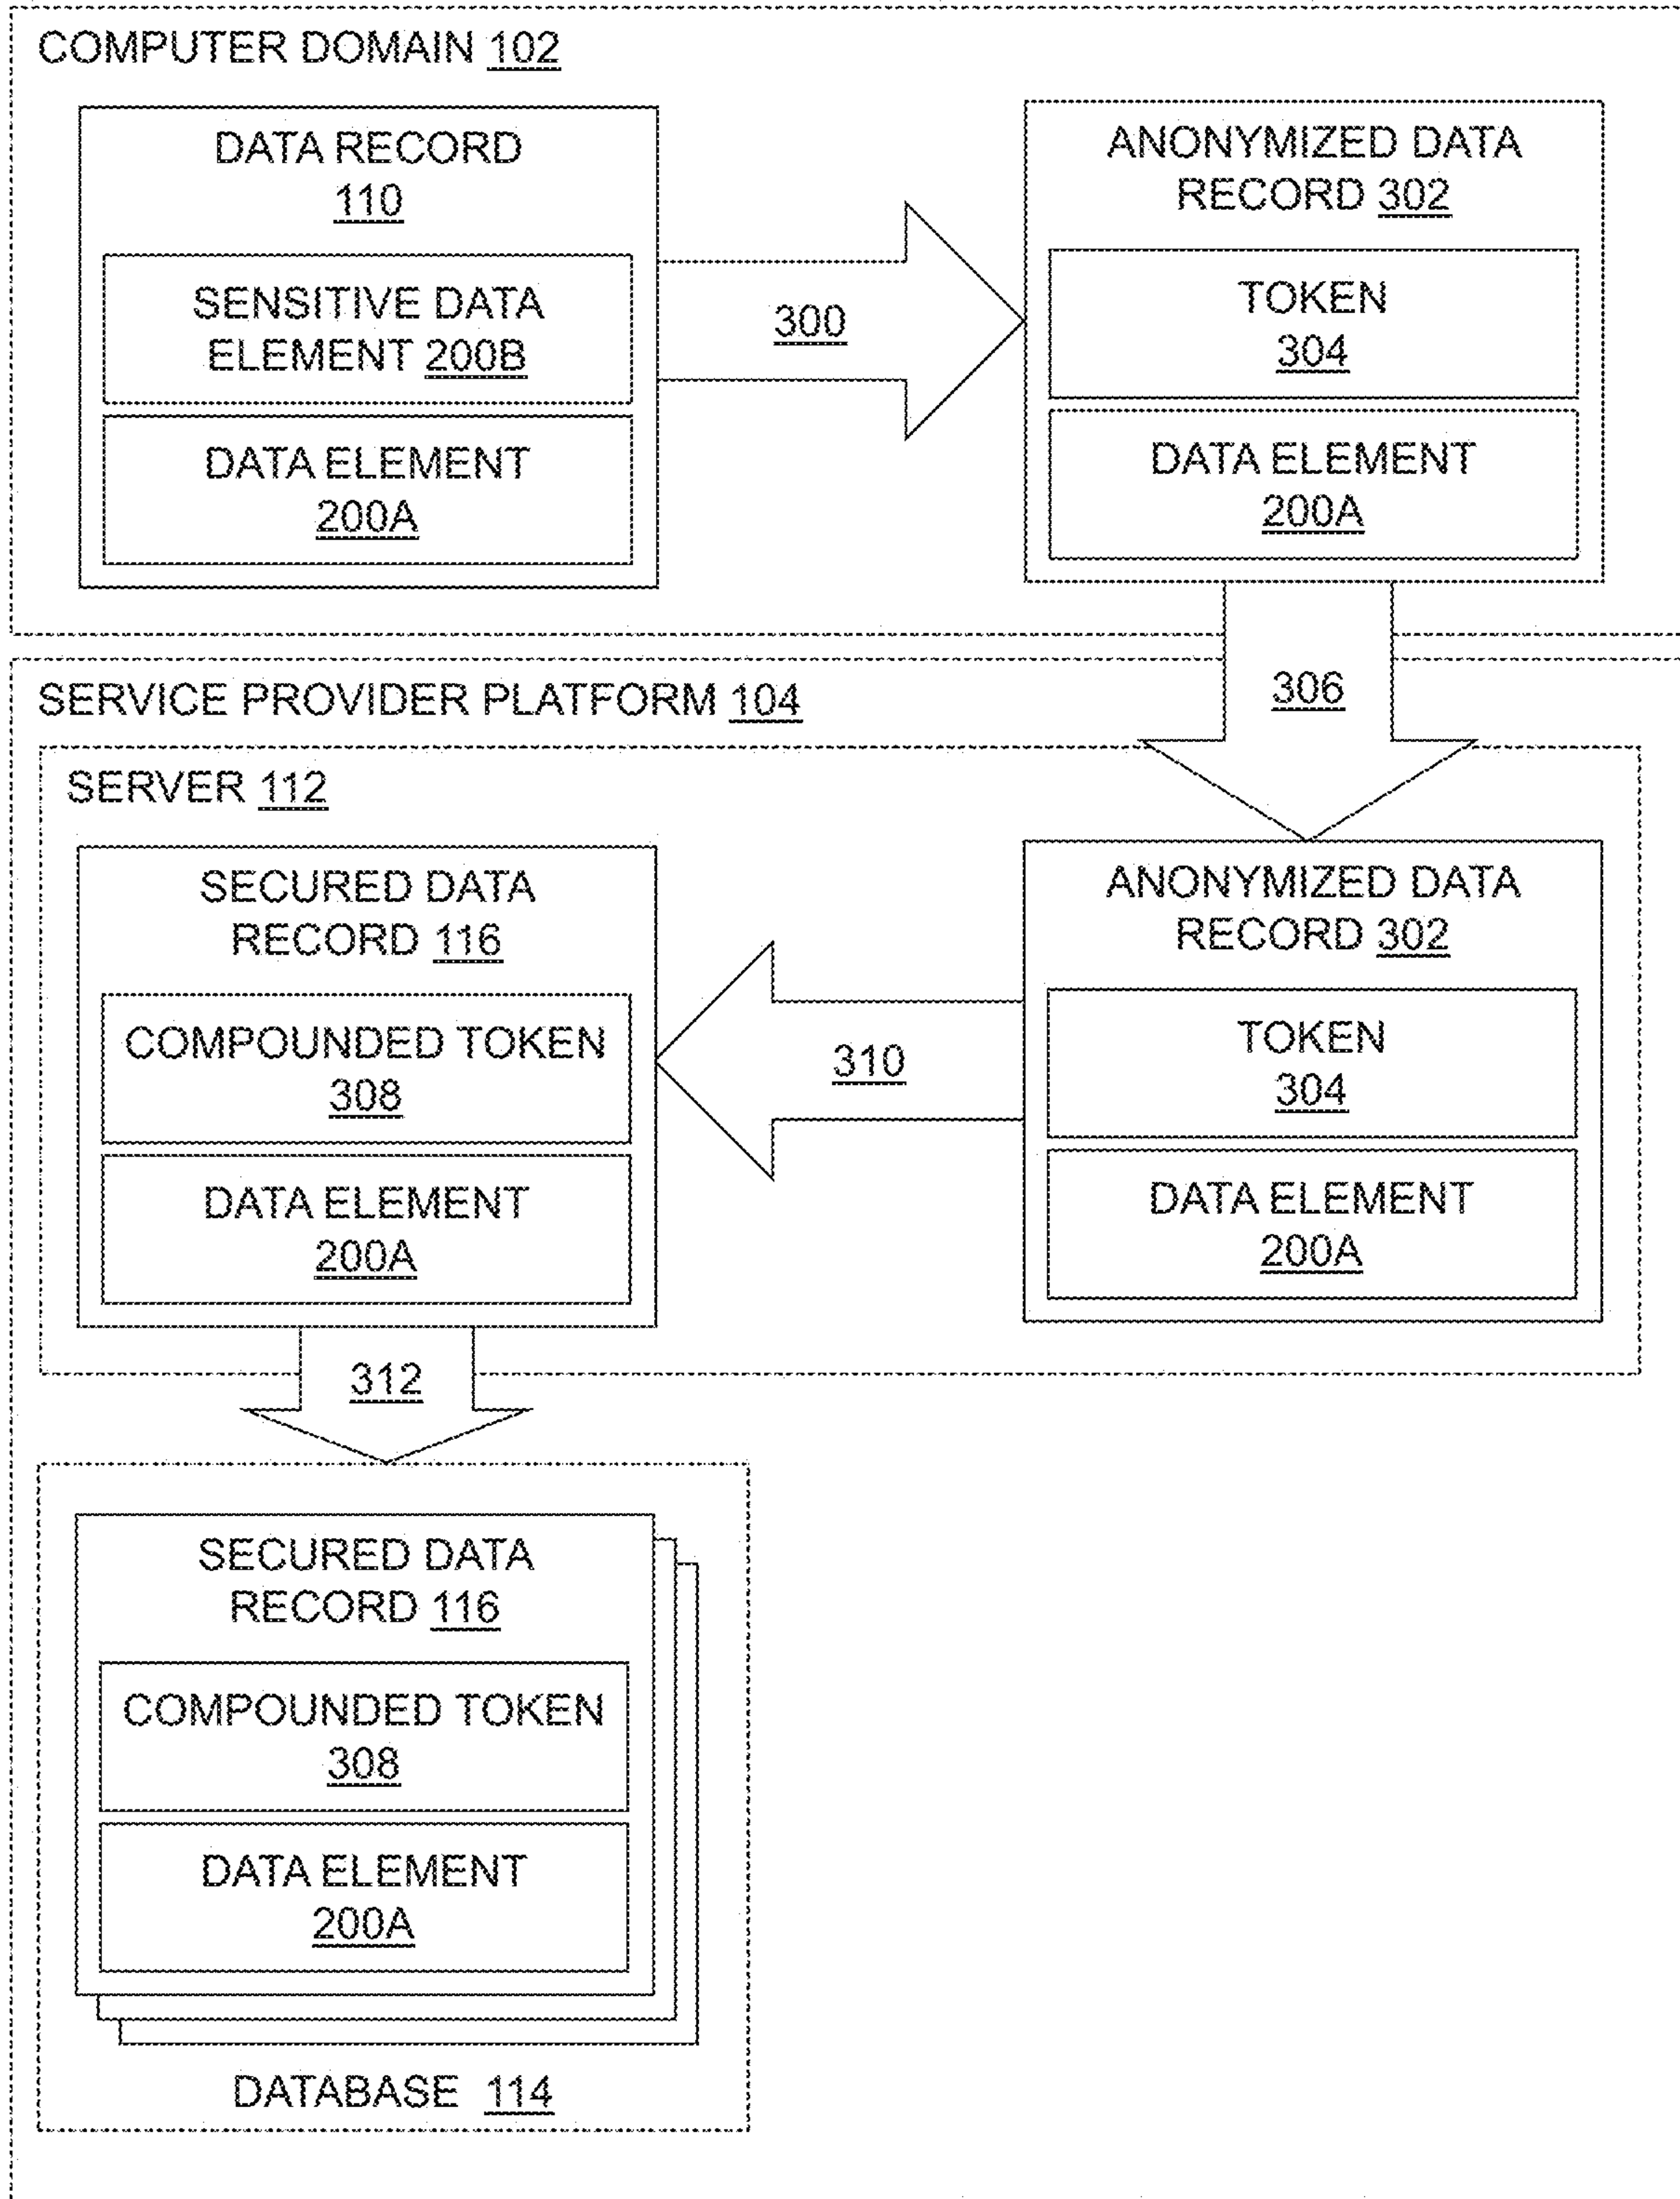 COMPUTER DOMAIN 102
DATA RECORD
110
SENSITIVE DATA
ELEMENT 200B
DATA ELEMENT
200A
300
ANONYMIZED DATA
RECORD 302
TOKEN
304
DATA ELEMENT
200A
306
SERVICE PROVIDER PLATFORM 104
SERVER 112
SECURED DATA
RECORD 116
COMPOUNDED TOKEN
308
DATA ELEMENT
200A
310
ANONYMIZED DATA
RECORD 302
TOKEN
304
DATA ELEMENT
200A
312
SECURED DATA
RECORD 116
COMPOUNDED TOKEN
308
DATA ELEMENT
200A
DATABASE 114